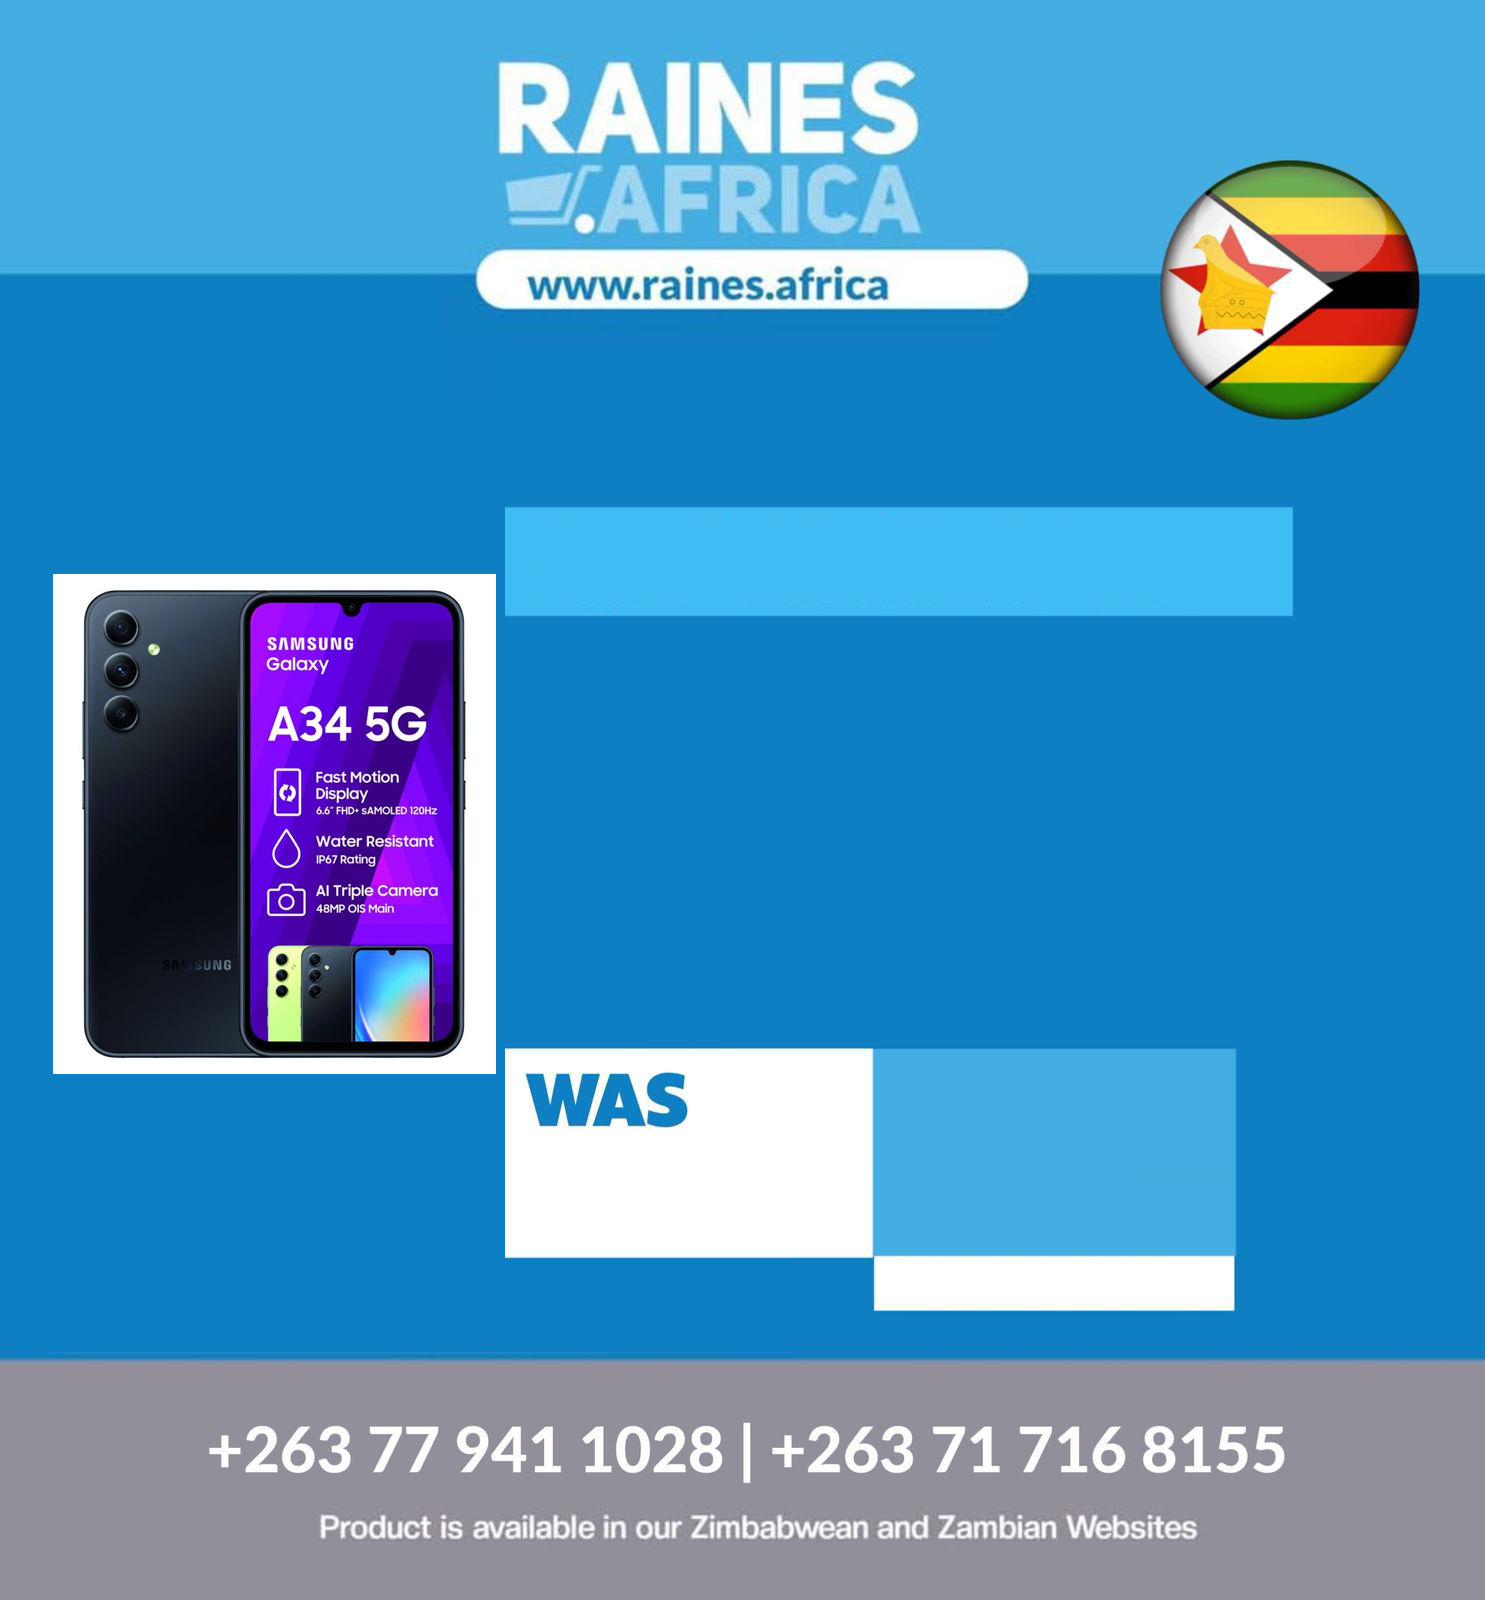 RAINES
.AFRICA
www.raines.africa
SAMSUNG
Galaxy
A34 5G
Fast Motion
Display
6.6" FHD+ sAMOLED 120Hz
Water Resistant
IP67 Rating
AI Triple Camera
48MP OIS Main
SAMSUNG
WAS
+263 77 941 1028 | +263 71 716 8155
Product is available in our Zimbabwean and Zambian Websites